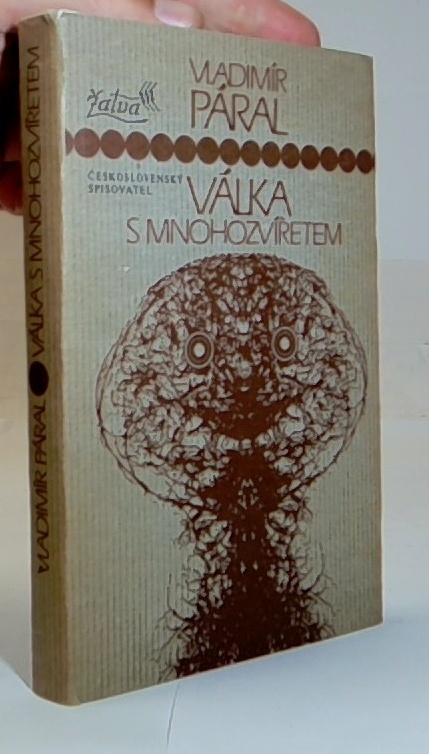 VLADIMÍR
PÁRAL
žatva
ČESKOSLOVENSKÝ
SPISOVATEL
VÁLKA
S MNOHOZVÍŘETEM
VLADIMÍR PÁRAL ● VÁLKA S MNOHOZVÍŘETEM